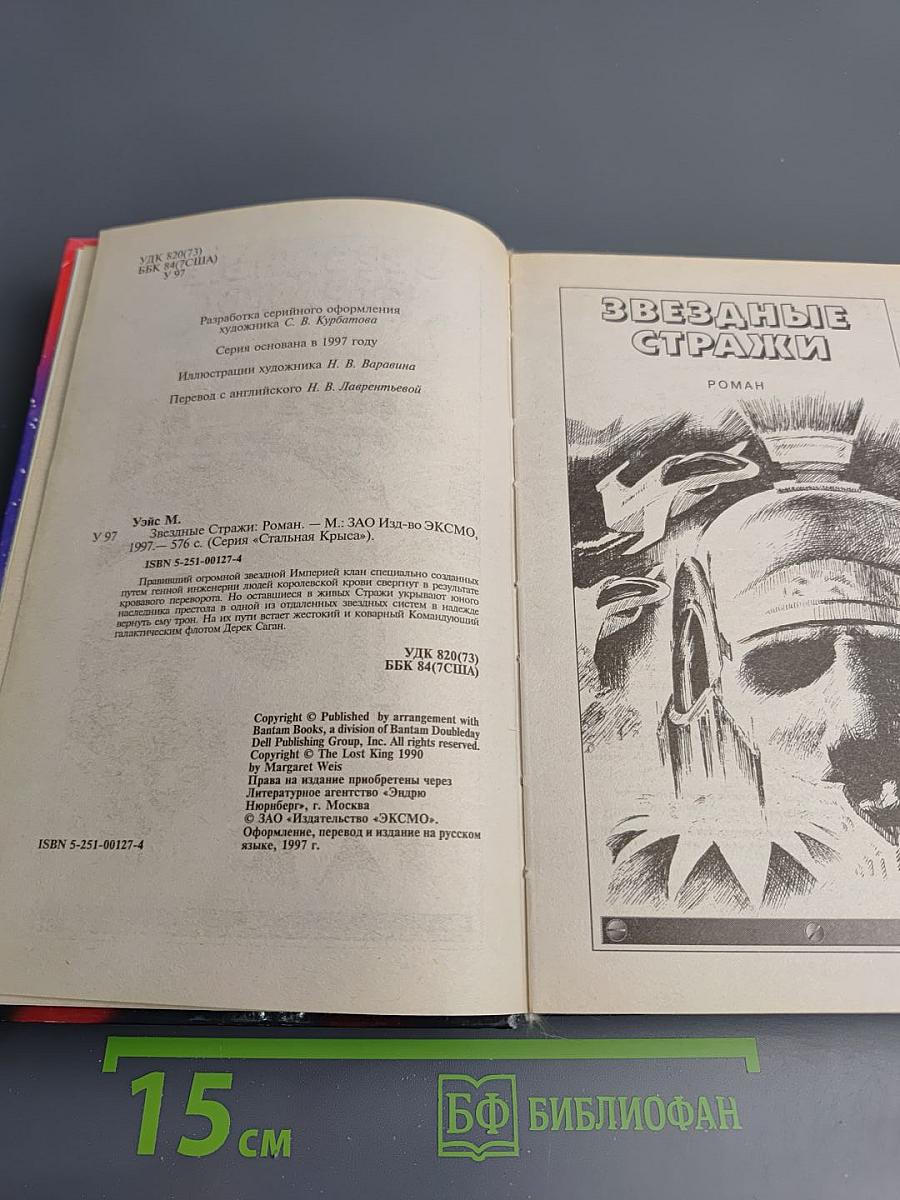 УДК 820(73)
ББК 84(7США)
У 97
Разработка серийного оформления
художника С. В. Курбатова
Серия основана в 1997 году
Иллюстрации художника Н. В. Варавина
Перевод с английского Н. В. Лаврентьевой
Уэйс М.
У 97 Звездные Стражи: Роман. — М.: ЗАО Изд-во ЭКСМО,
1997.— 576 с. (Серия «Стальная Крыса»).
ISBN 5-251-00127-4
Правивший огромной звездной Империей клан специально созданных
путем генной инженерии людей королевской крови свергнут в результате
кровавого переворота. Но оставшиеся в живых Стражи укрывают юного
наследника престола в одной из отдаленных звездных систем в надежде
вернуть ему трон. На их пути встает жестокий и коварный Командующий
галактическим флотом Дерек Саган.
УДК 820(73)
ББК 84(7США)
Copyright © Published by arrangement with
Bantam Books, a division of Bantam Doubleday
Dell Publishing Group, Inc. All rights reserved.
Copyright © The Lost King 1990
by Margaret Weis
Права на издание приобретены через
Литературное агентство «Эндрю
Нюрнберг», г. Москва
© ЗАО «Издательство «ЭКСМО».
Оформление, перевод и издание на русском
языке, 1997 г.
ISBN 5-251-00127-4
ЗВЕЗДНЫЕ
СТРАЖИ
РОМАН
15 см
БФ БИБЛИОФАН